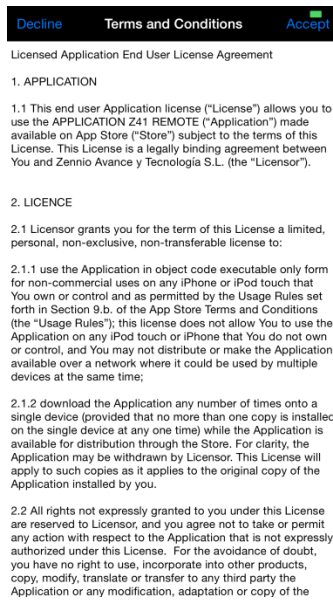 Decline Terms and Conditions Accept
Licensed Application End User License Agreement
1. APPLICATION
1.1 This end user Application license (“License”) allows you to
use the APPLICATION Z41 REMOTE (“Application”) made
available on App Store (“Store”) subject to the terms of this
License. This License is a legally binding agreement between
You and Zennio Avance y Tecnología S.L. (the “Licensor”).
2. LICENCE
2.1 Licensor grants you for the term of this License a limited,
personal, non-exclusive, non-transferable license to:
2.1.1 use the Application in object code executable only form
for non-commercial uses on any iPhone or iPod touch that
You own or control and as permitted by the Usage Rules set
forth in Section 9.b. of the App Store Terms and Conditions
(the “Usage Rules”); this license does not allow You to use the
Application on any iPod touch or iPhone that You do not own
or control, and You may not distribute or make the Application
available over a network where it could be used by multiple
devices at the same time;
2.1.2 download the Application any number of times onto a
single device (provided that no more than one copy is installed
on the single device at any one time) while the Application is
available for distribution through the Store. For clarity, the
Application may be withdrawn by Licensor. This License will
apply to such copies as it applies to the original copy of the
Application installed by you.
2.2 All rights not expressly granted to you under this License
are reserved to Licensor, and you agree not to take or permit
any action with respect to the Application that is not expressly
authorized under this License. For the avoidance of doubt,
you have no right to use, incorporate into other products,
copy, modify, translate or transfer to any third party the
Application or any modification, adaptation or copy of the